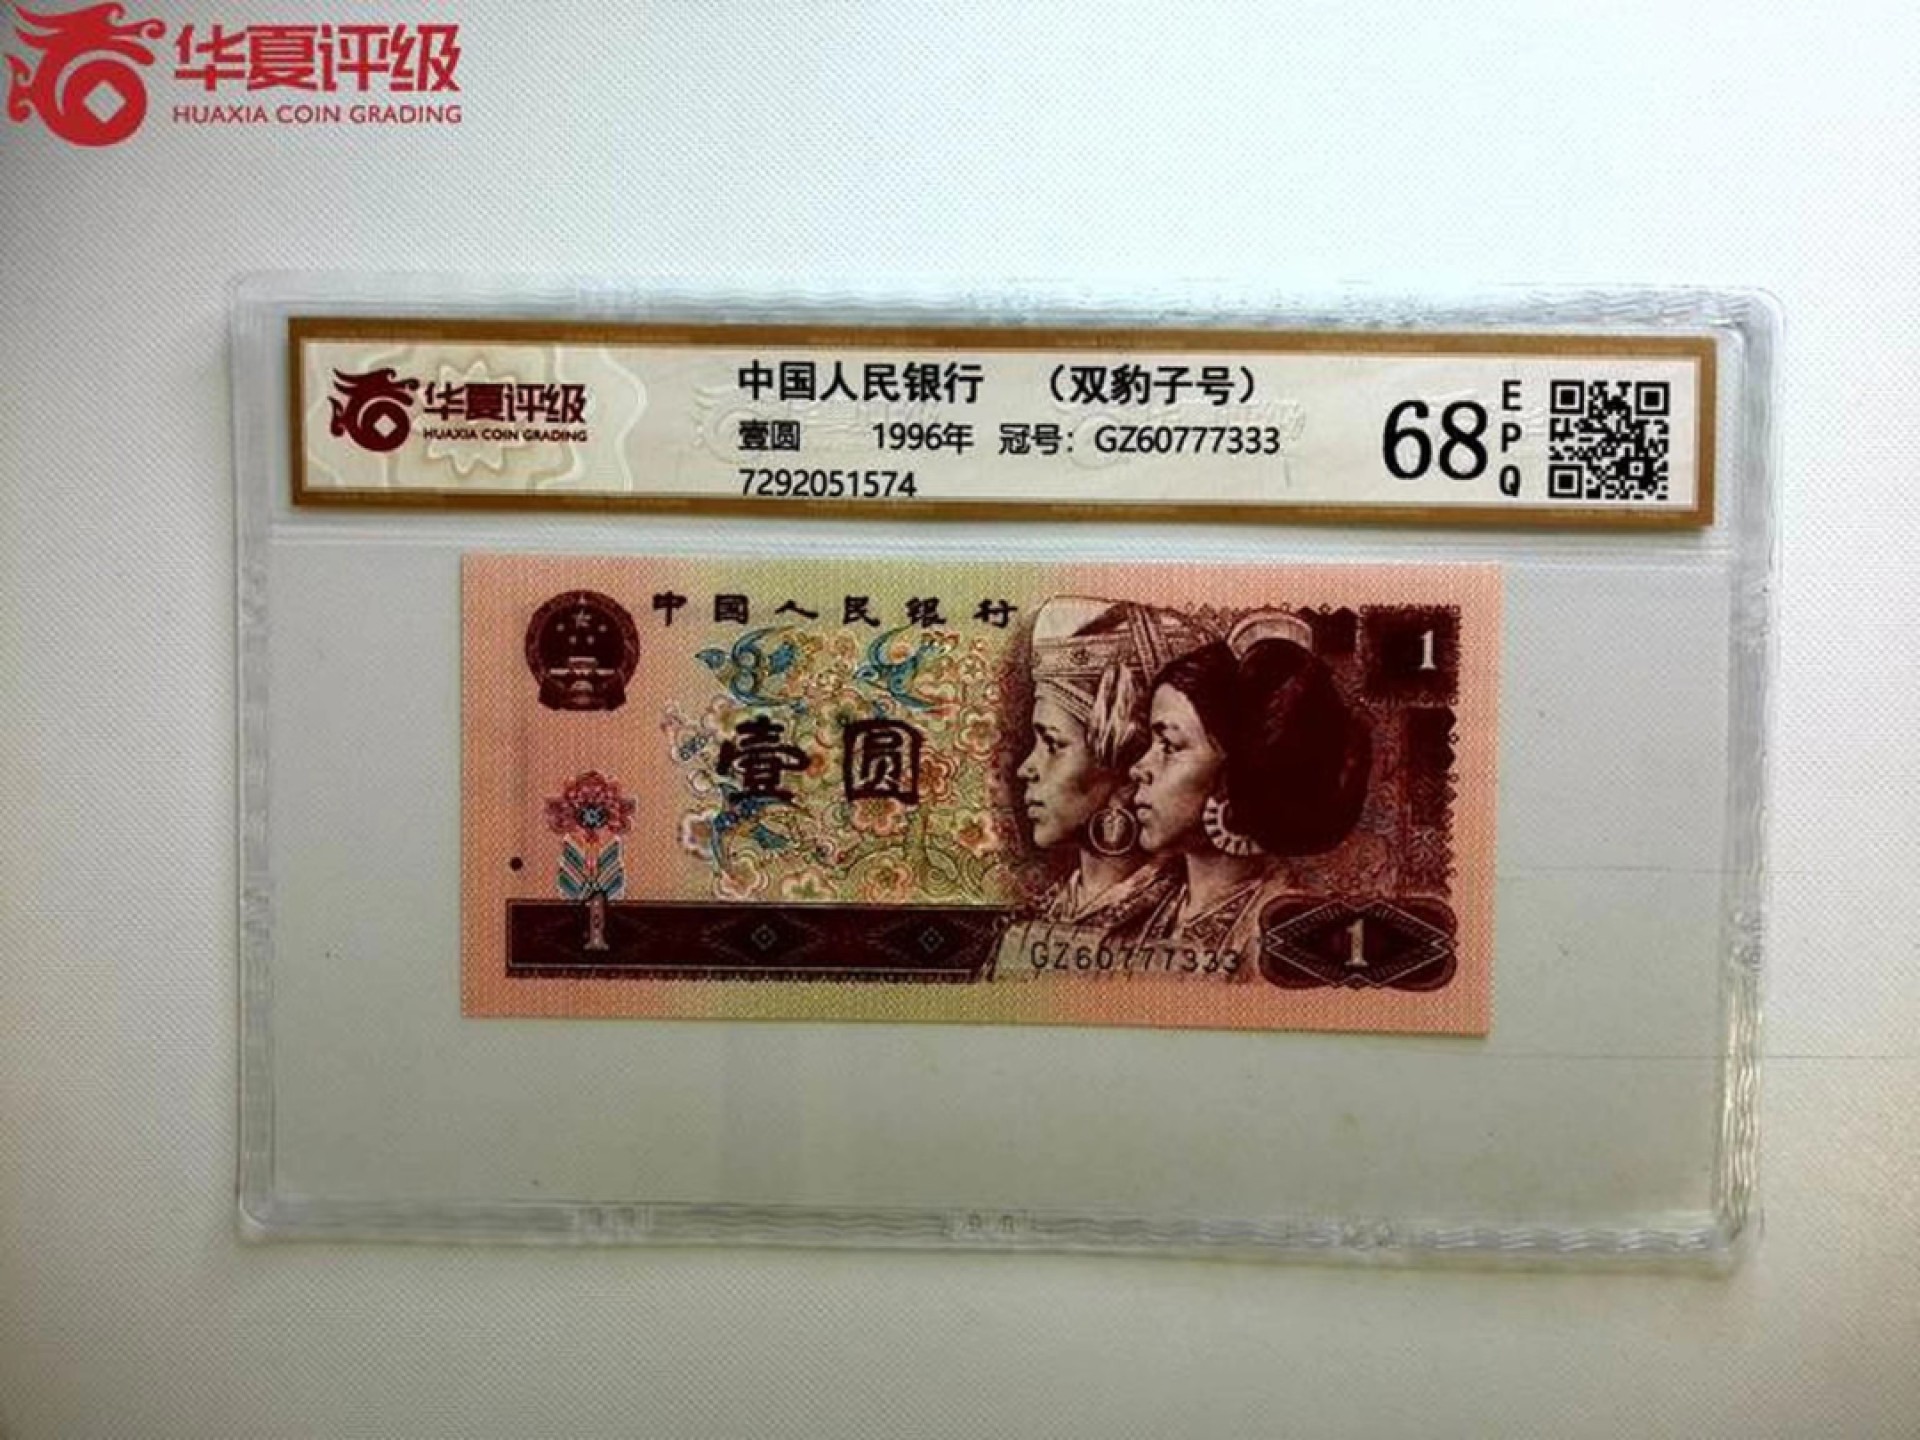 华夏评级
HUAXIA COIN GRADING
华夏评级
HUAXIA COIN GRADING
中国人民银行 （双豹子号）
壹圆 1996年 冠号：GZ60777333
7292051574
68
EPQ
中国人民银行
1
壹圆
1
GZ60777333
1